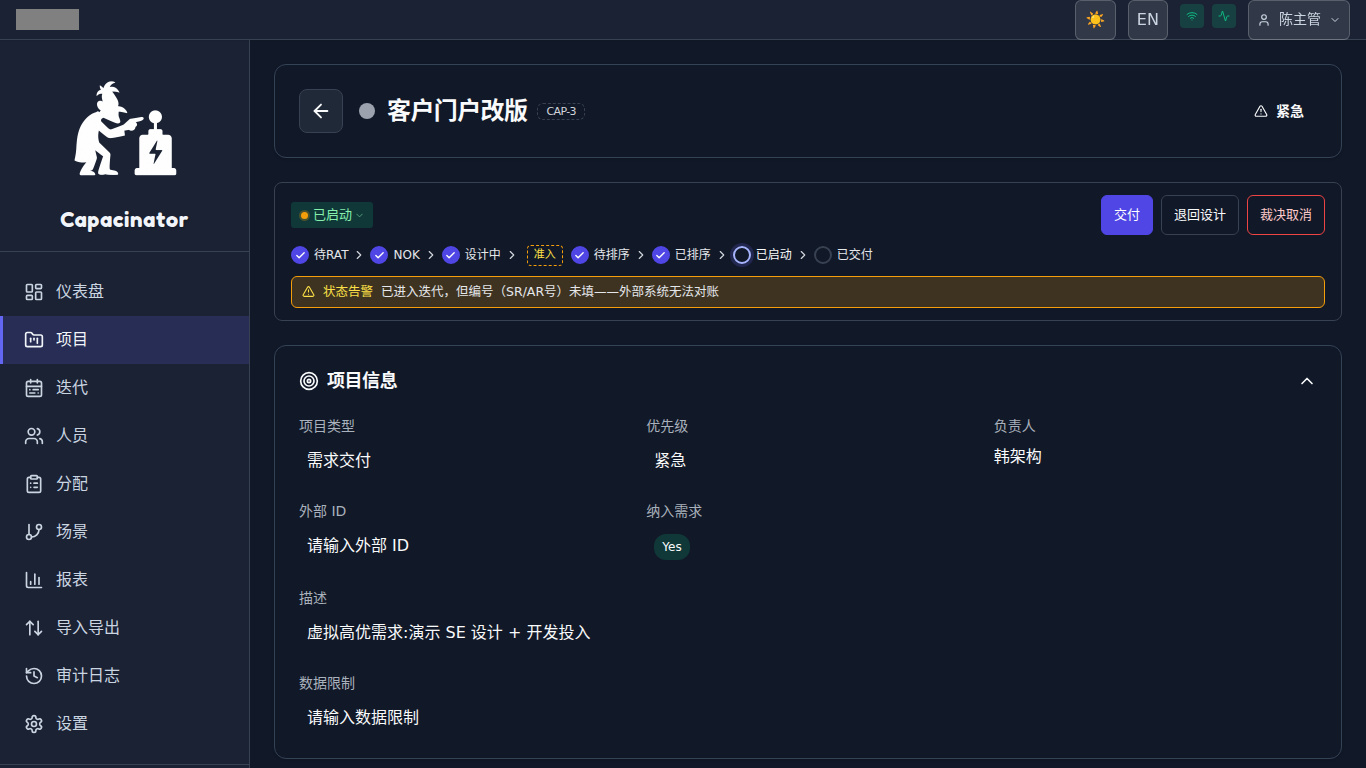 EN
陈主管
Capacinator
仪表盘
项目
迭代
人员
分配
场景
报表
导入导出
审计日志
设置
客户门户改版
CAP-3
紧急
已启动
交付
退回设计
裁决取消
待RAT
NOK
设计中
准入
待排序
已排序
已启动
已交付
状态告警 已进入迭代，但编号（SR/AR号）未填——外部系统无法对账
项目信息
项目类型
需求交付
优先级
紧急
负责人
韩架构
外部 ID
请输入外部 ID
纳入需求
Yes
描述
虚拟高优需求:演示 SE 设计 + 开发投入
数据限制
请输入数据限制